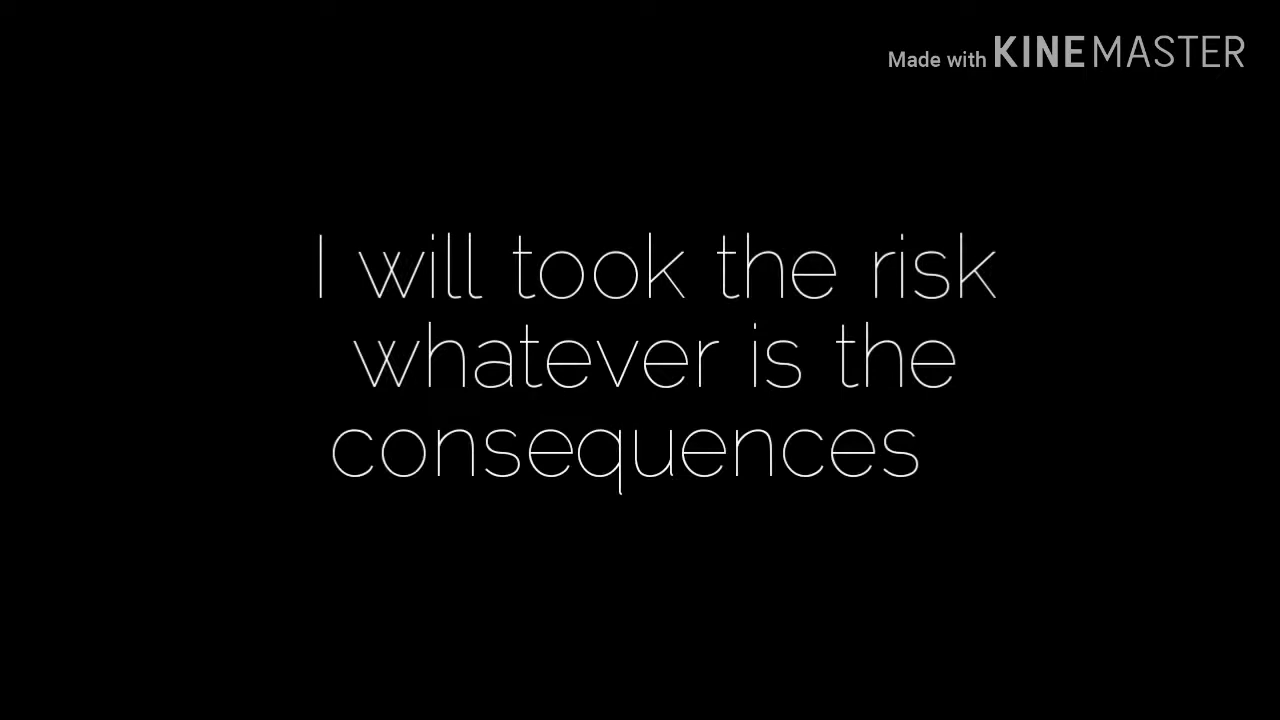 Made with KINEMASTER
I will took the risk
whatever is the
consequences